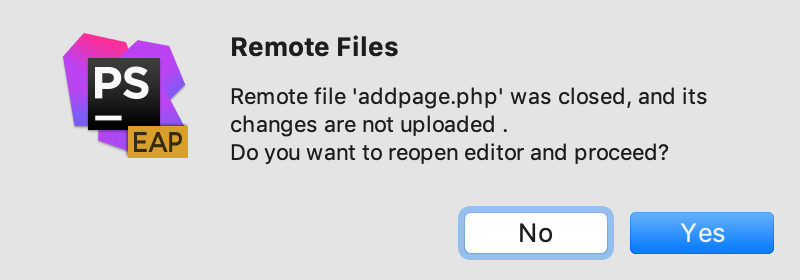 Remote Files
PS
EAP
Remote file 'addpage.php' was closed, and its
changes are not uploaded .
Do you want to reopen editor and proceed?
No
Yes